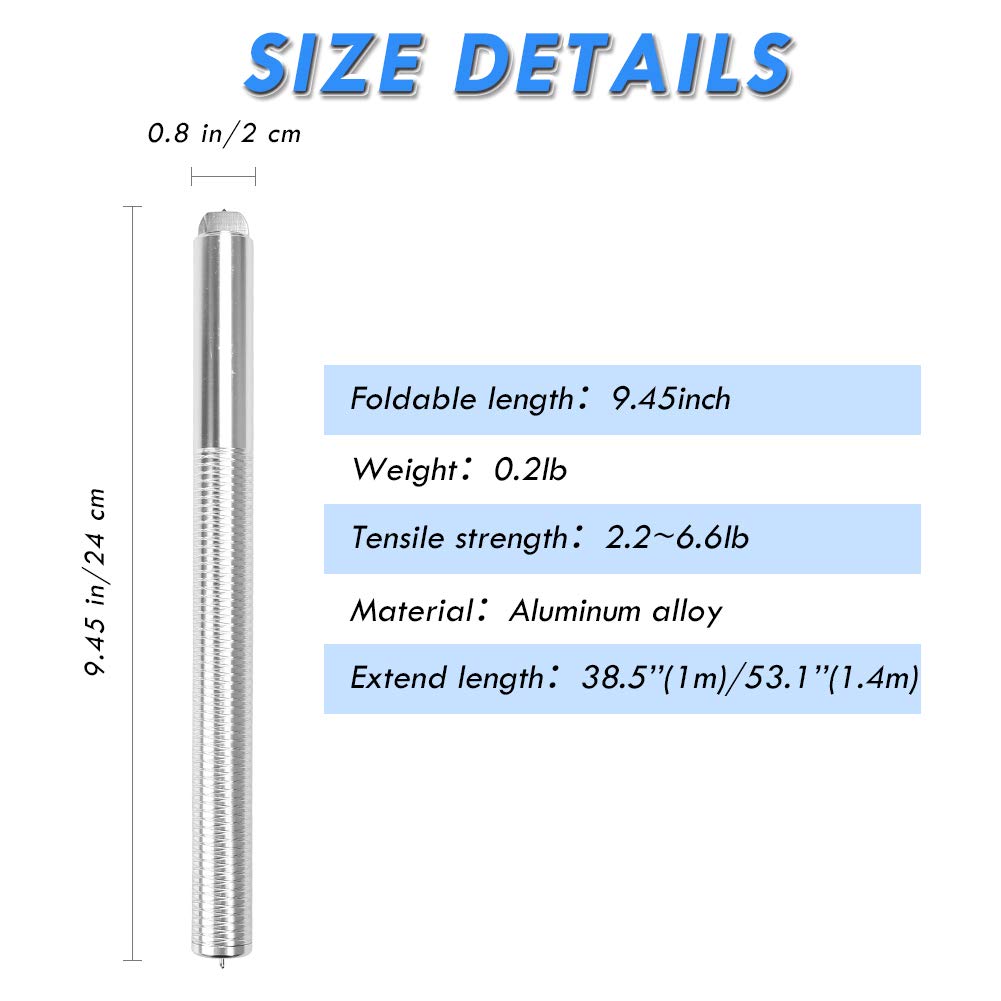 SIZE DETAILS
0.8 in/2 cm
9.45 in/24 cm
Foldable length：9.45inch
Weight：0.2lb
Tensile strength：2.2~6.6lb
Material：Aluminum alloy
Extend length：38.5”(1m)/53.1”(1.4m)